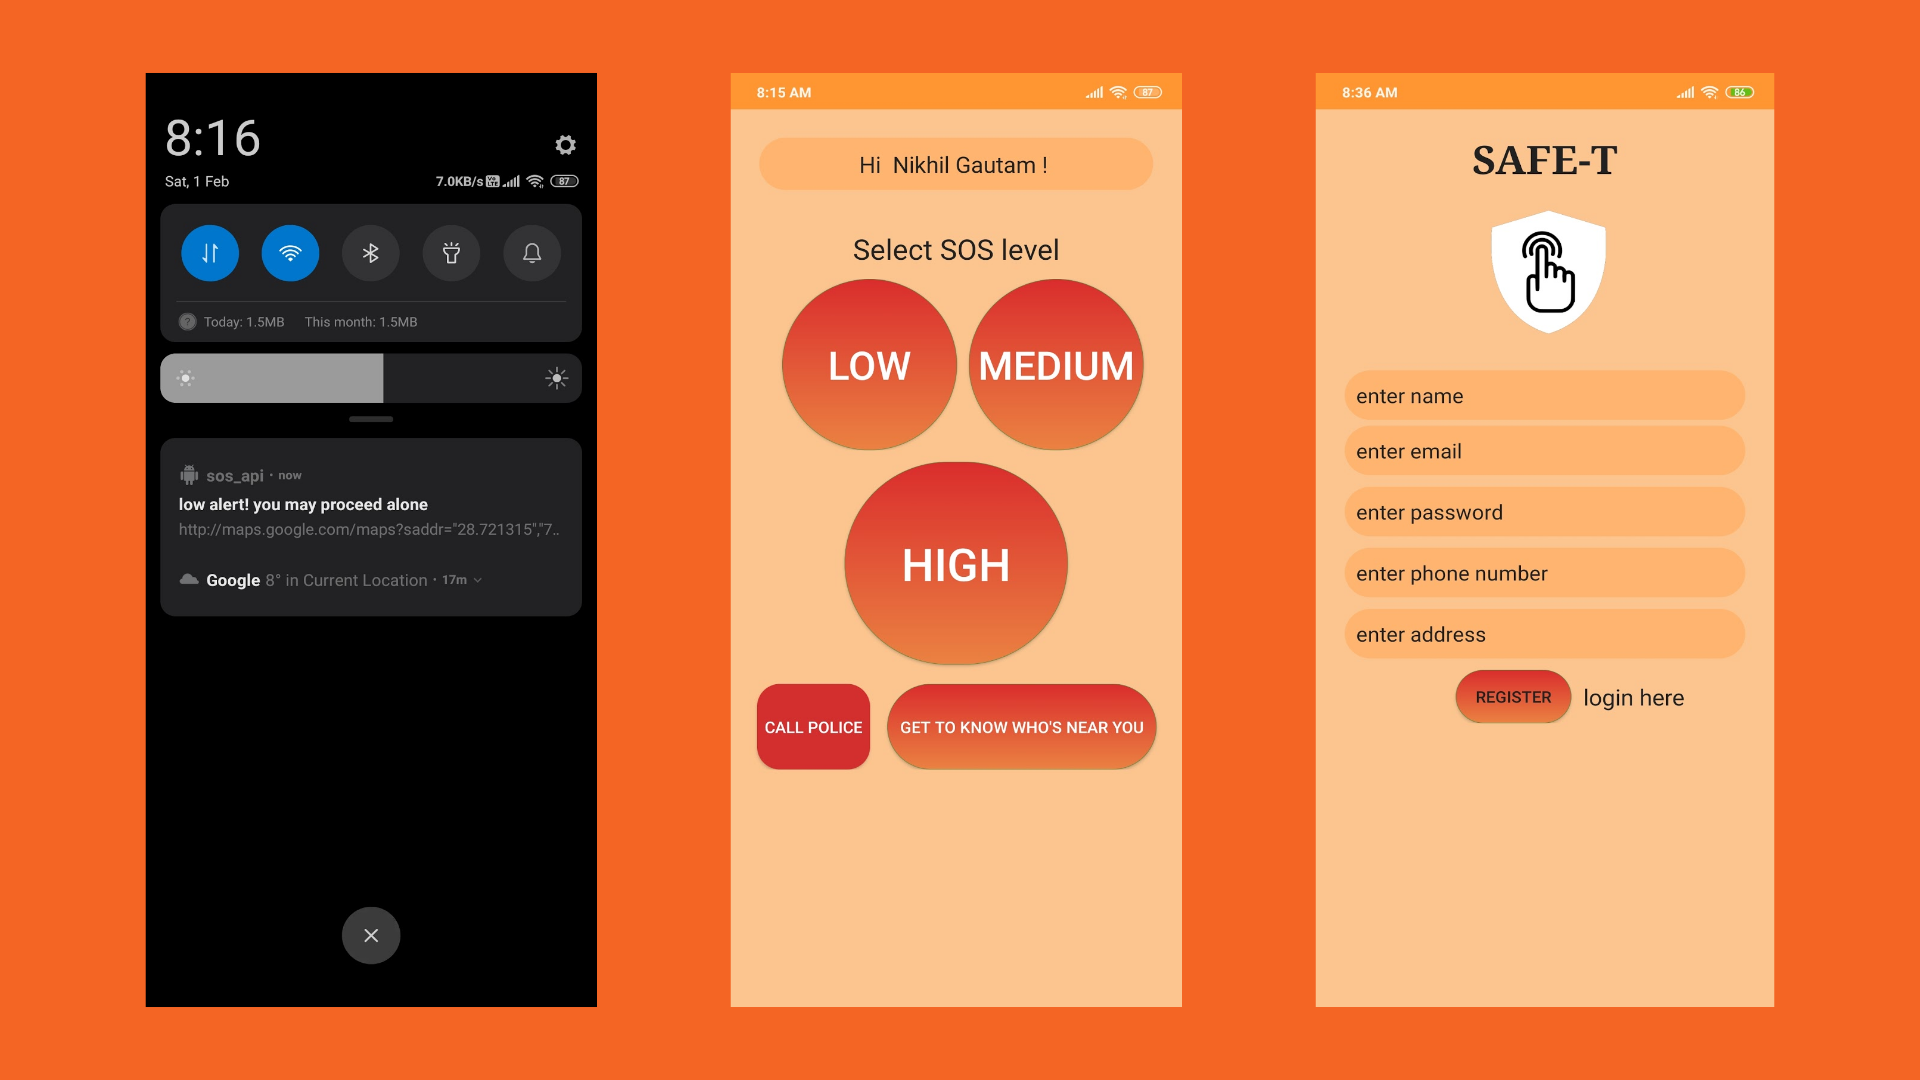 8:16
Sat, 1 Feb
7.0KB/s 87
Today: 1.5MB This month: 1.5MB
sos_api · now
low alert! you may proceed alone
http://maps.google.com/maps?saddr="28.721315","7..
Google 8° in Current Location · 17m
8:15 AM
87
Hi Nikhil Gautam !
Select SOS level
LOW
MEDIUM
HIGH
CALL POLICE
GET TO KNOW WHO'S NEAR YOU
8:36 AM
86
SAFE-T
enter name
enter email
enter password
enter phone number
enter address
REGISTER
login here